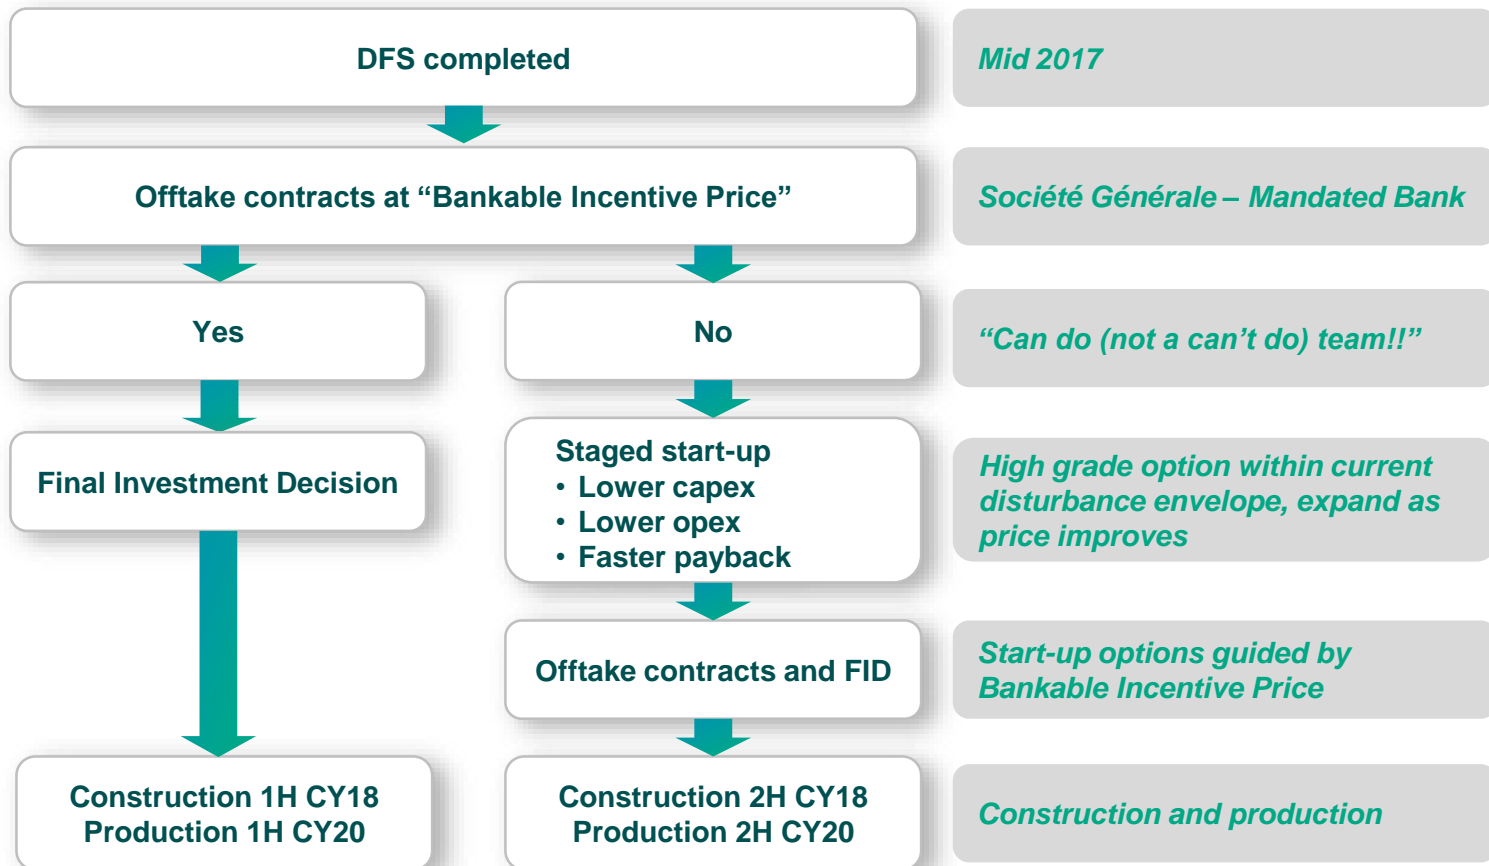 DFS completed
Mid 2017
Offtake contracts at “Bankable Incentive Price”
Société Générale – Mandated Bank
Yes
No
“Can do (not a can’t do) team!!”
Final Investment Decision
Staged start-up
• Lower capex
• Lower opex
• Faster payback
High grade option within current
disturbance envelope, expand as
price improves
Offtake contracts and FID
Start-up options guided by
Bankable Incentive Price
Construction 1H CY18
Production 1H CY20
Construction 2H CY18
Production 2H CY20
Construction and production